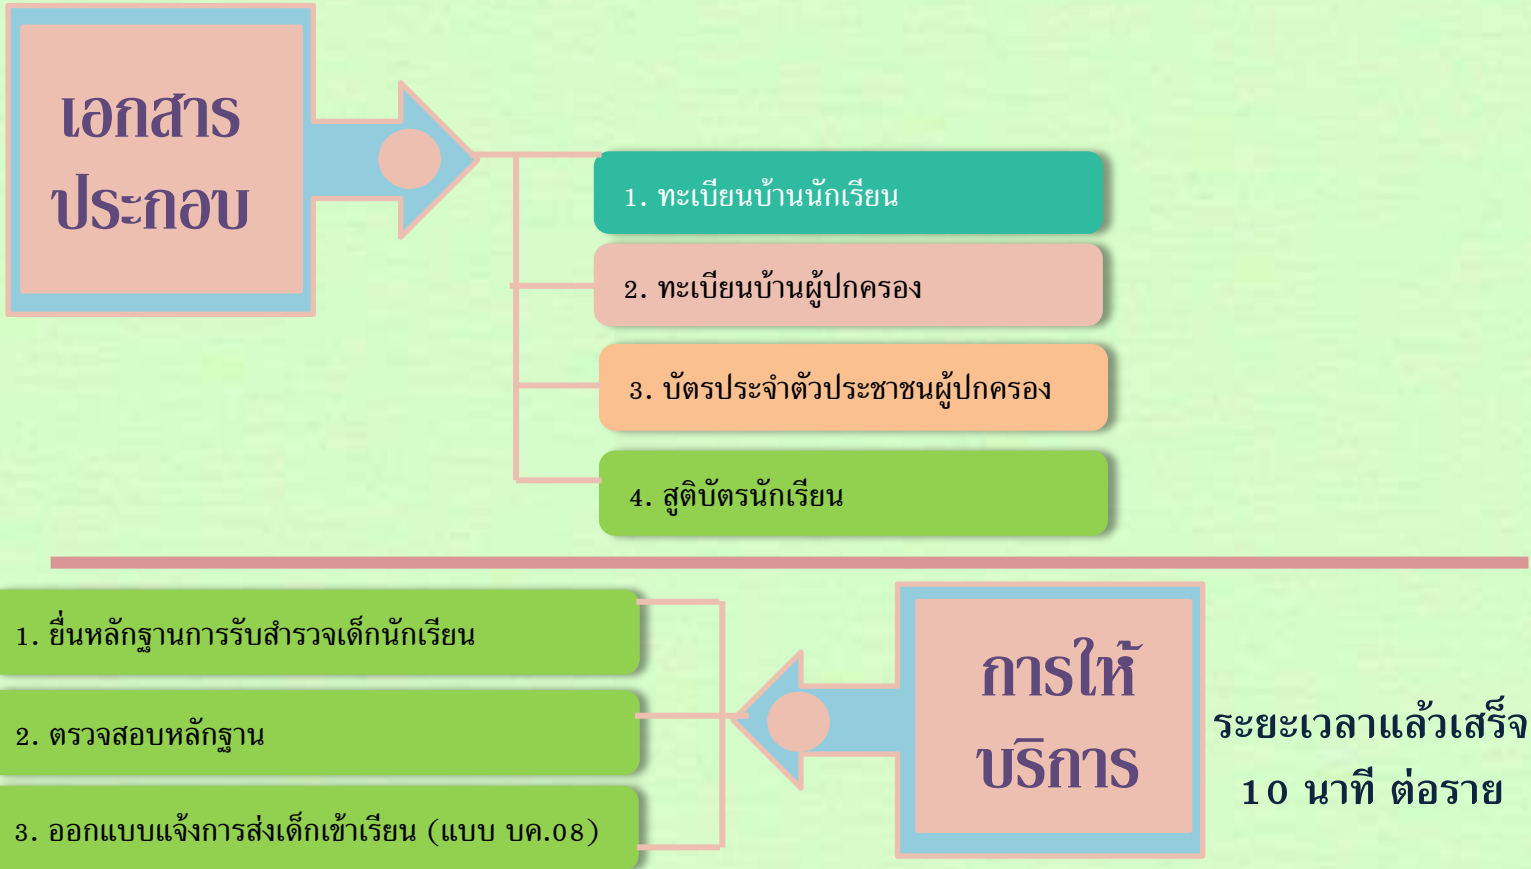 เอกสาร
ประกอบ
1. ทะเบียนบ้านนักเรียน
2. ทะเบียนบ้านผู้ปกครอง
3. บัตรประจำตัวประชาชนผู้ปกครอง
4. สูติบัตรนักเรียน
1. ยื่นหลักฐานการรับสำรวจเด็กนักเรียน
2. ตรวจสอบหลักฐาน
3. ออกแบบแจ้งการส่งเด็กเข้าเรียน (แบบ บค.08)
การให้
บริการ
ระยะเวลาแล้วเสร็จ
10 นาที ต่อราย